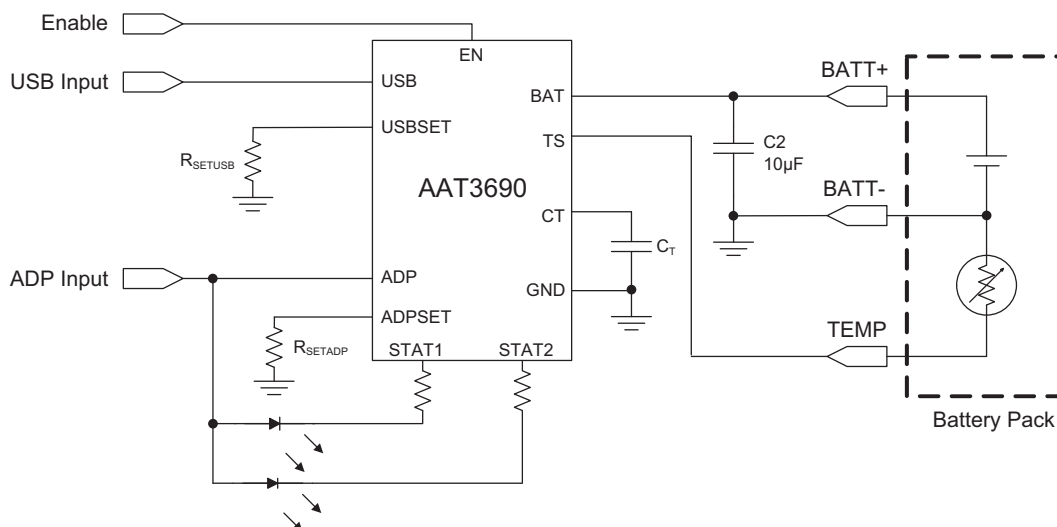 Enable
EN
USB Input
USB
BATT+
BAT
USBSET
TS
C2
10µF
RSETUSB
AAT3690
BATT-
CT
CT
ADP Input
ADP
GND
ADPSET
TEMP
RSETADP
STAT1
STAT2
Battery Pack